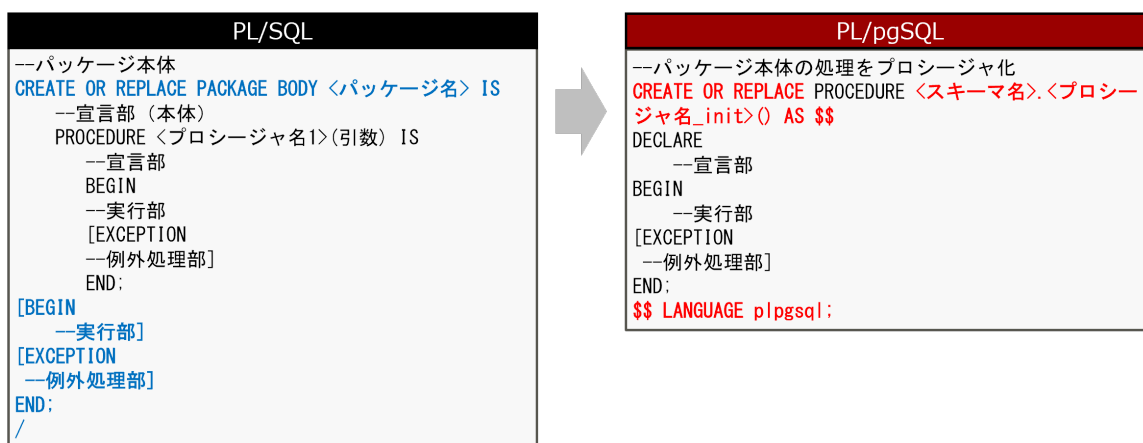 PL/SQL
--パッケージ本体
CREATE OR REPLACE PACKAGE BODY <パッケージ名> IS
--宣言部（本体）
PROCEDURE <プロシージャ名1>(引数) IS
--宣言部
BEGIN
--実行部
[EXCEPTION
--例外処理部]
END;
[BEGIN
--実行部]
[EXCEPTION
--例外処理部]
END;
/
PL/pgSQL
--パッケージ本体の処理をプロシージャ化
CREATE OR REPLACE PROCEDURE <スキーマ名>.<プロシー
ジャ名_init>() AS $$
DECLARE
--宣言部
BEGIN
--実行部
[EXCEPTION
--例外処理部]
END;
$$ LANGUAGE plpgsql;